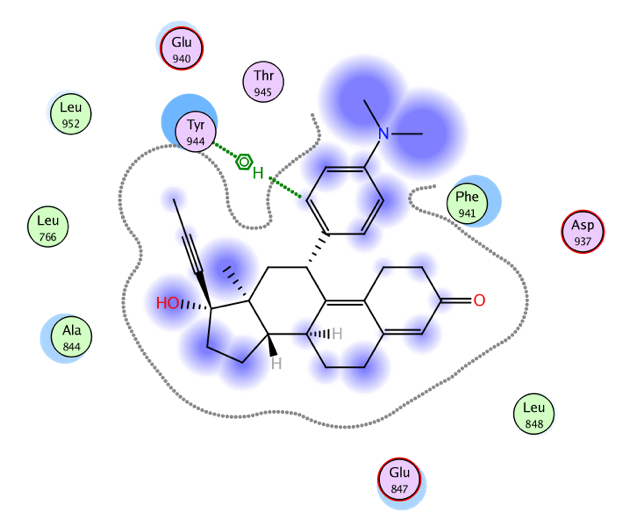 Glu
940
Thr
945
Leu
952
Tyr
944
N
H
Phe
941
Leu
766
Asp
937
HO
O
Ala
844
H
H
Leu
848
Glu
847